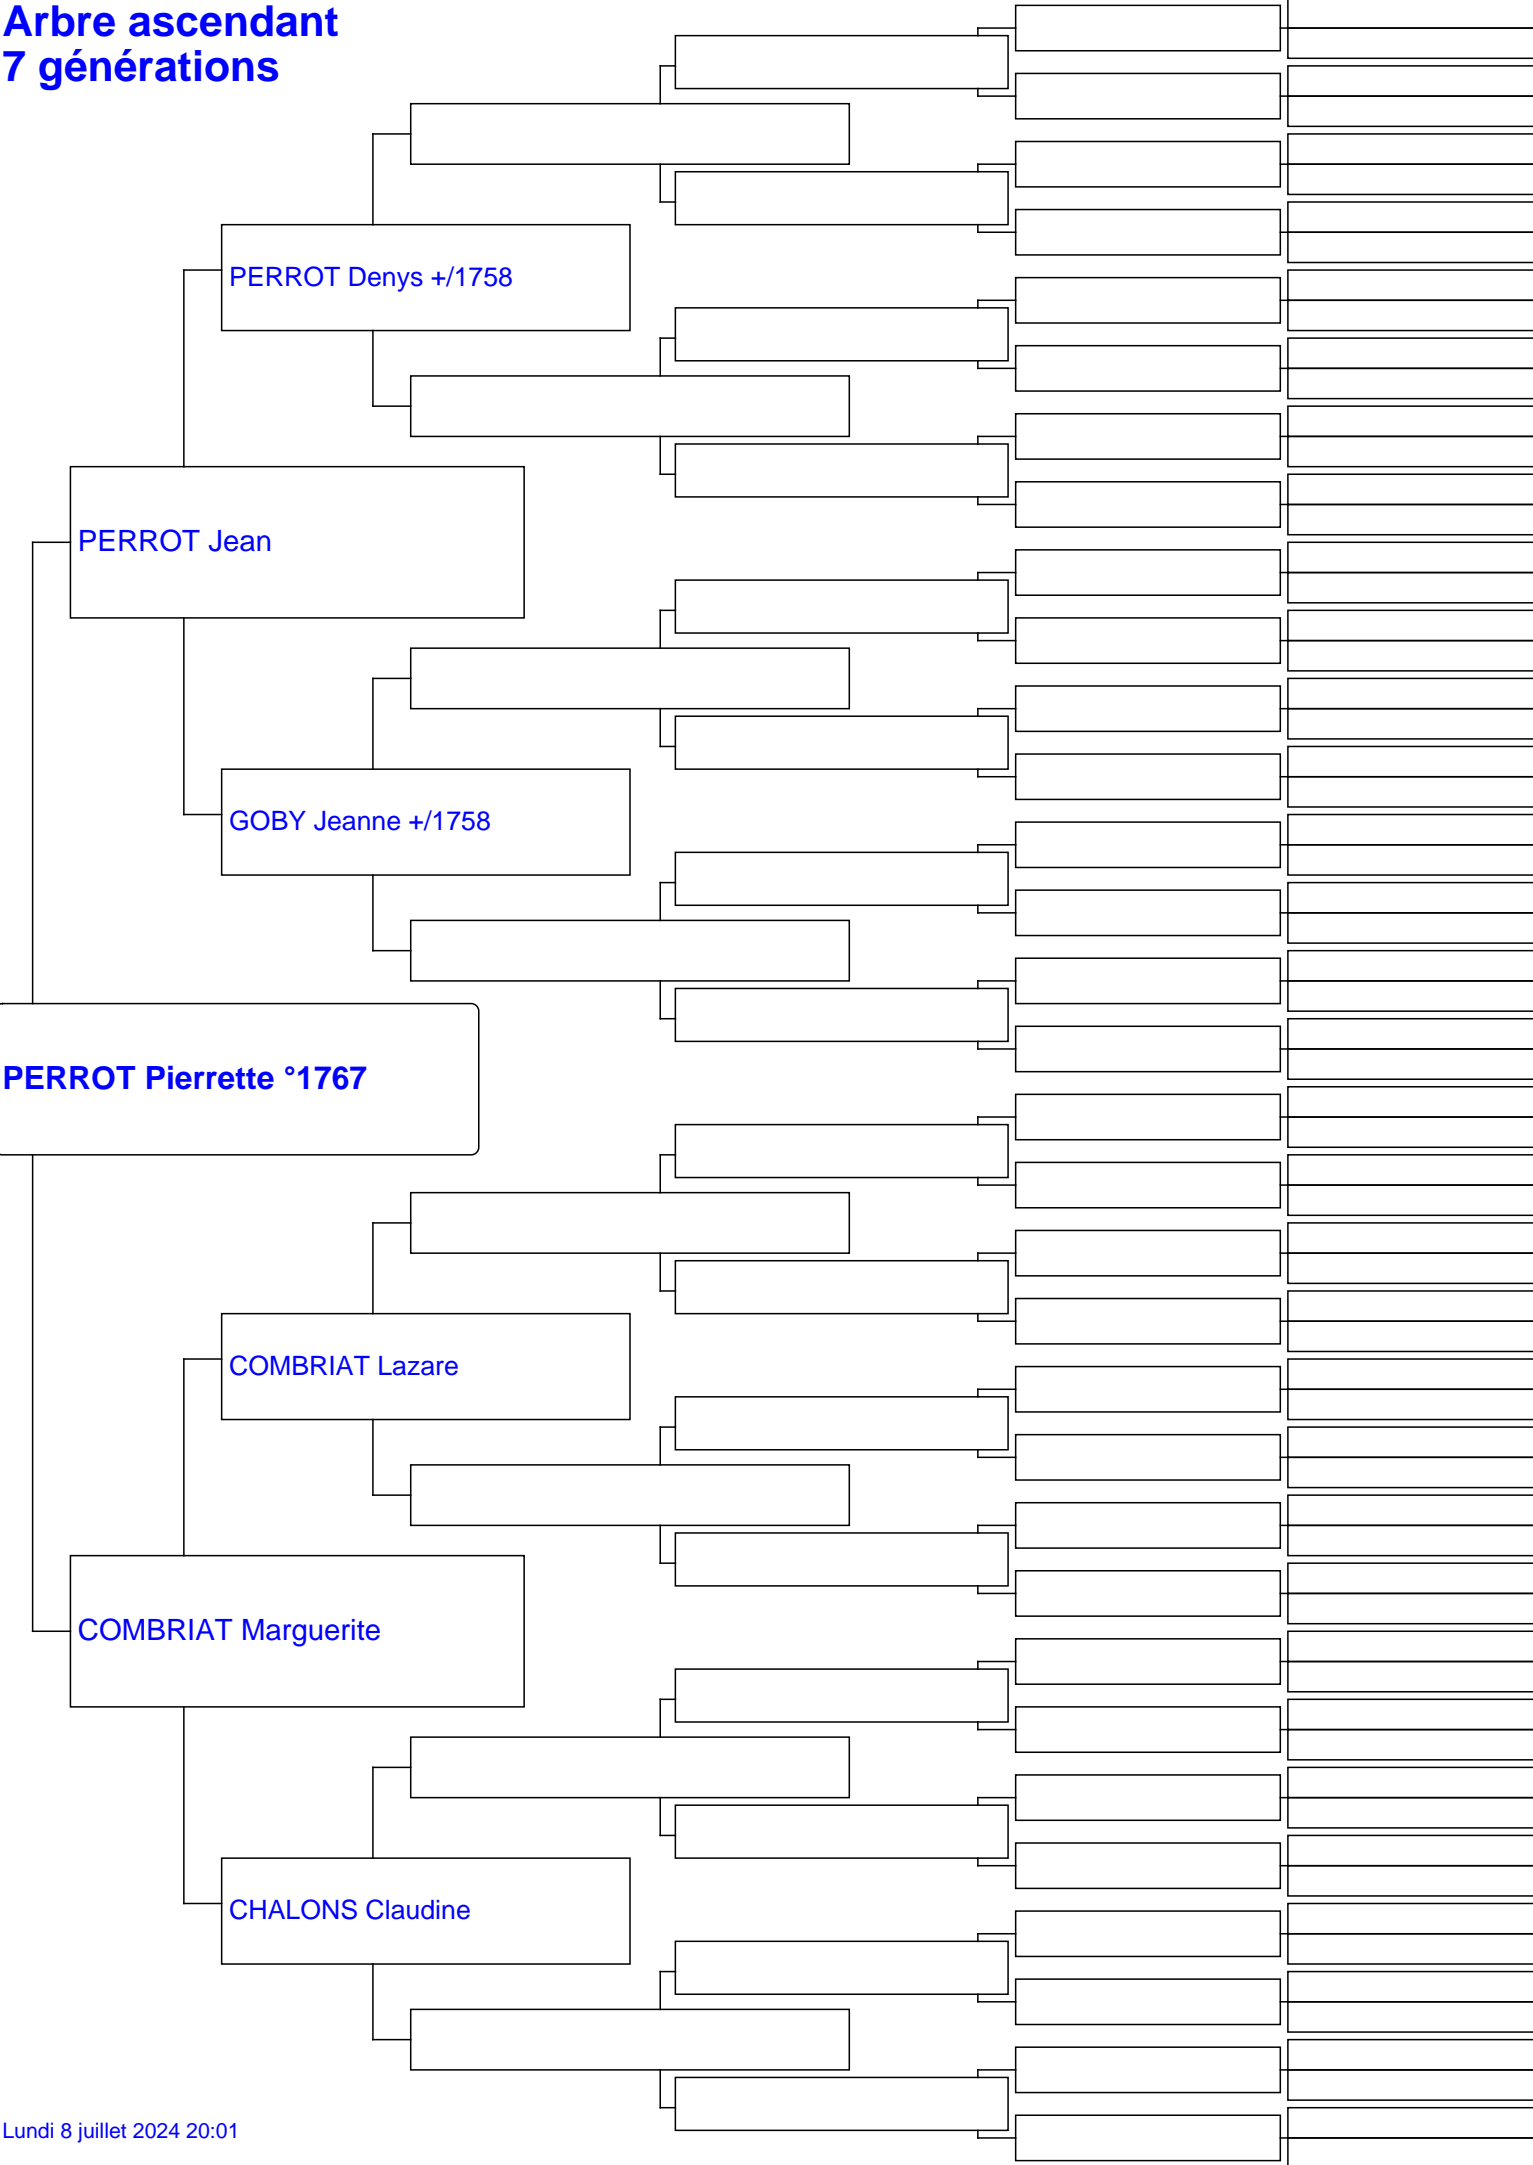 Arbre ascendant
7 générations
PERROT Denys +/1758
PERROT Jean
GOBY Jeanne +/1758
PERROT Pierrette °1767
COMBRIAT Lazare
COMBRIAT Marguerite
CHALONS Claudine
Lundi 8 juillet 2024 20:01